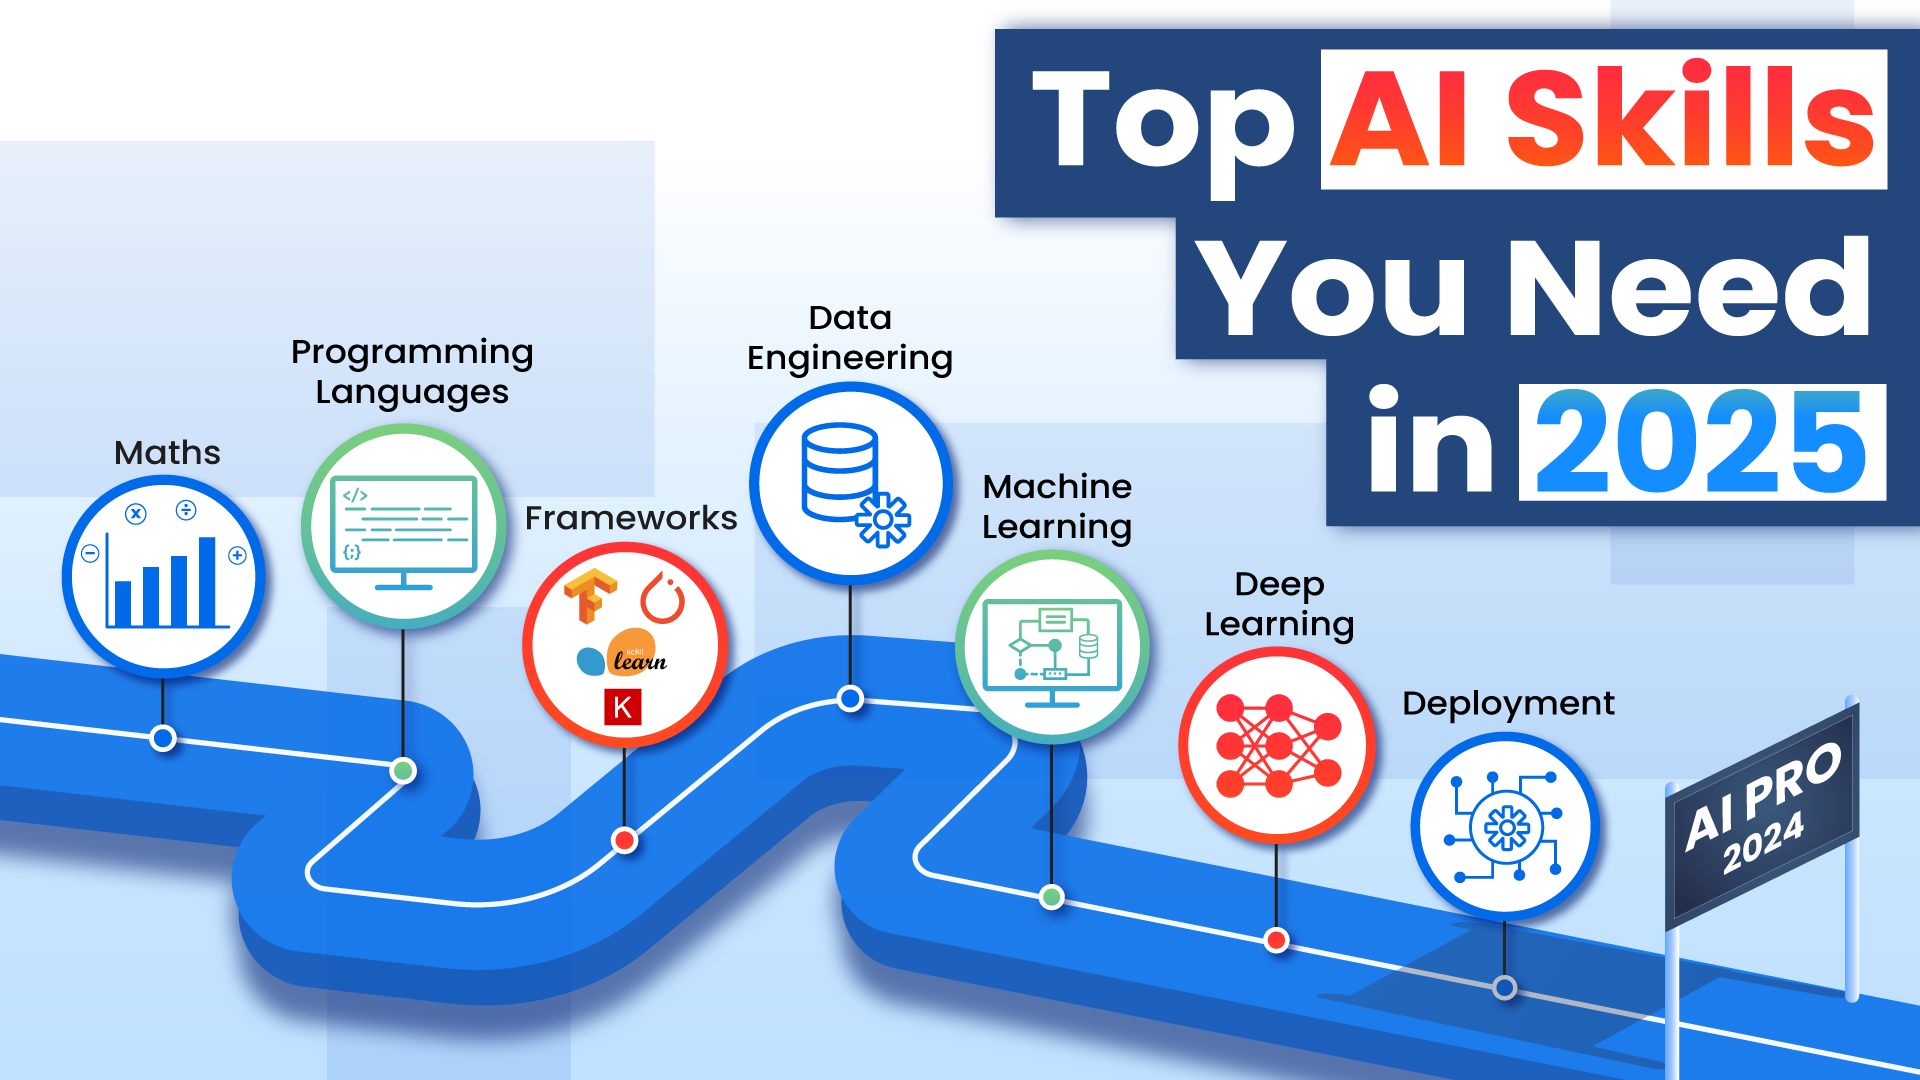 Top AI Skills
You Need
in 2025
Maths
Programming
Languages
</>
{;}
Frameworks
scikit
learn
K
Data
Engineering
Machine
Learning
Deep
Learning
Deployment
AI PRO
2024